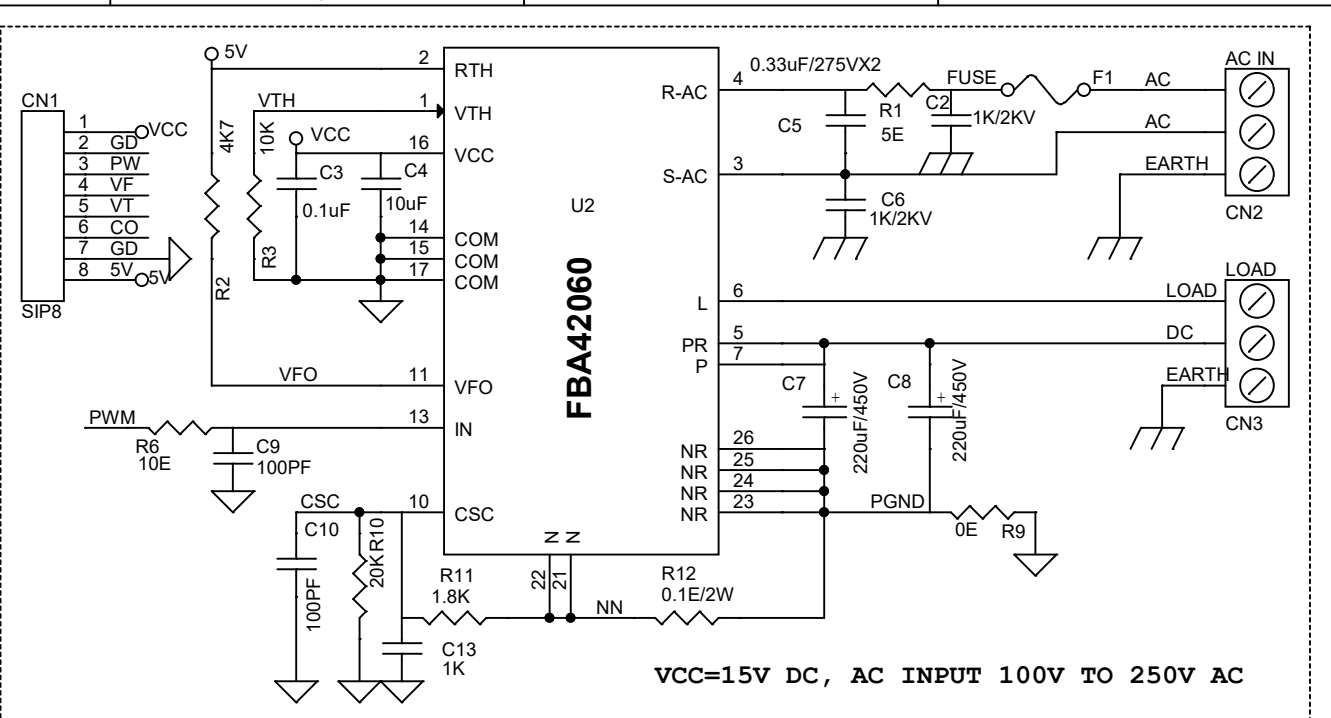 5V
2
RTH
0.33uF/275VX2
4
R-AC
FUSE
F1
AC
AC IN
CN1
1
VCC
2
GD
3
PW
4
VF
5
VT
6
CO
7
GD
8
5V
5V
SIP8
4K7
R2
VTH
1
VTH
10K
R3
VCC
16
VCC
C3
0.1uF
C4
10uF
14
COM
15
COM
17
COM
U2
FBA42060
C5
R1
5E
C2
1K/2KV
AC
3
S-AC
C6
1K/2KV
EARTH
CN2
LOAD
6
L
LOAD
5
PR
DC
7
P
C7
+
220uF/450V
C8
+
220uF/450V
EARTH
CN3
VFO
11
VFO
PWM
13
IN
R6
10E
C9
100PF
26
NR
25
NR
24
NR
23
NR
PGND
0E
R9
CSC
10
CSC
C10
100PF
R10
20K
N
N
22
21
R11
1.8K
NN
R12
0.1E/2W
C13
1K
VCC=15V DC, AC INPUT 100V TO 250V AC